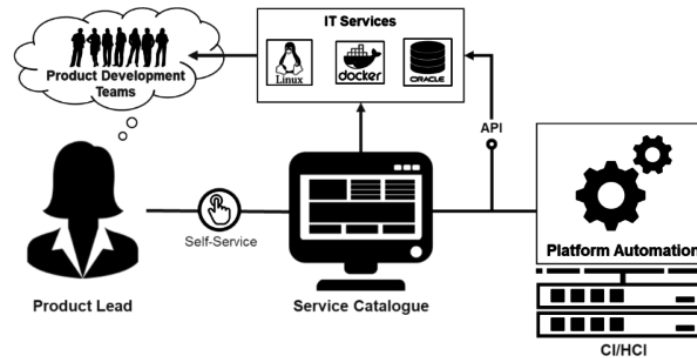 IT Services
Linux
docker
ORACLE
Product Development
Teams
API
Self-Service
Platform Automation
Product Lead
Service Catalogue
CI/HCI